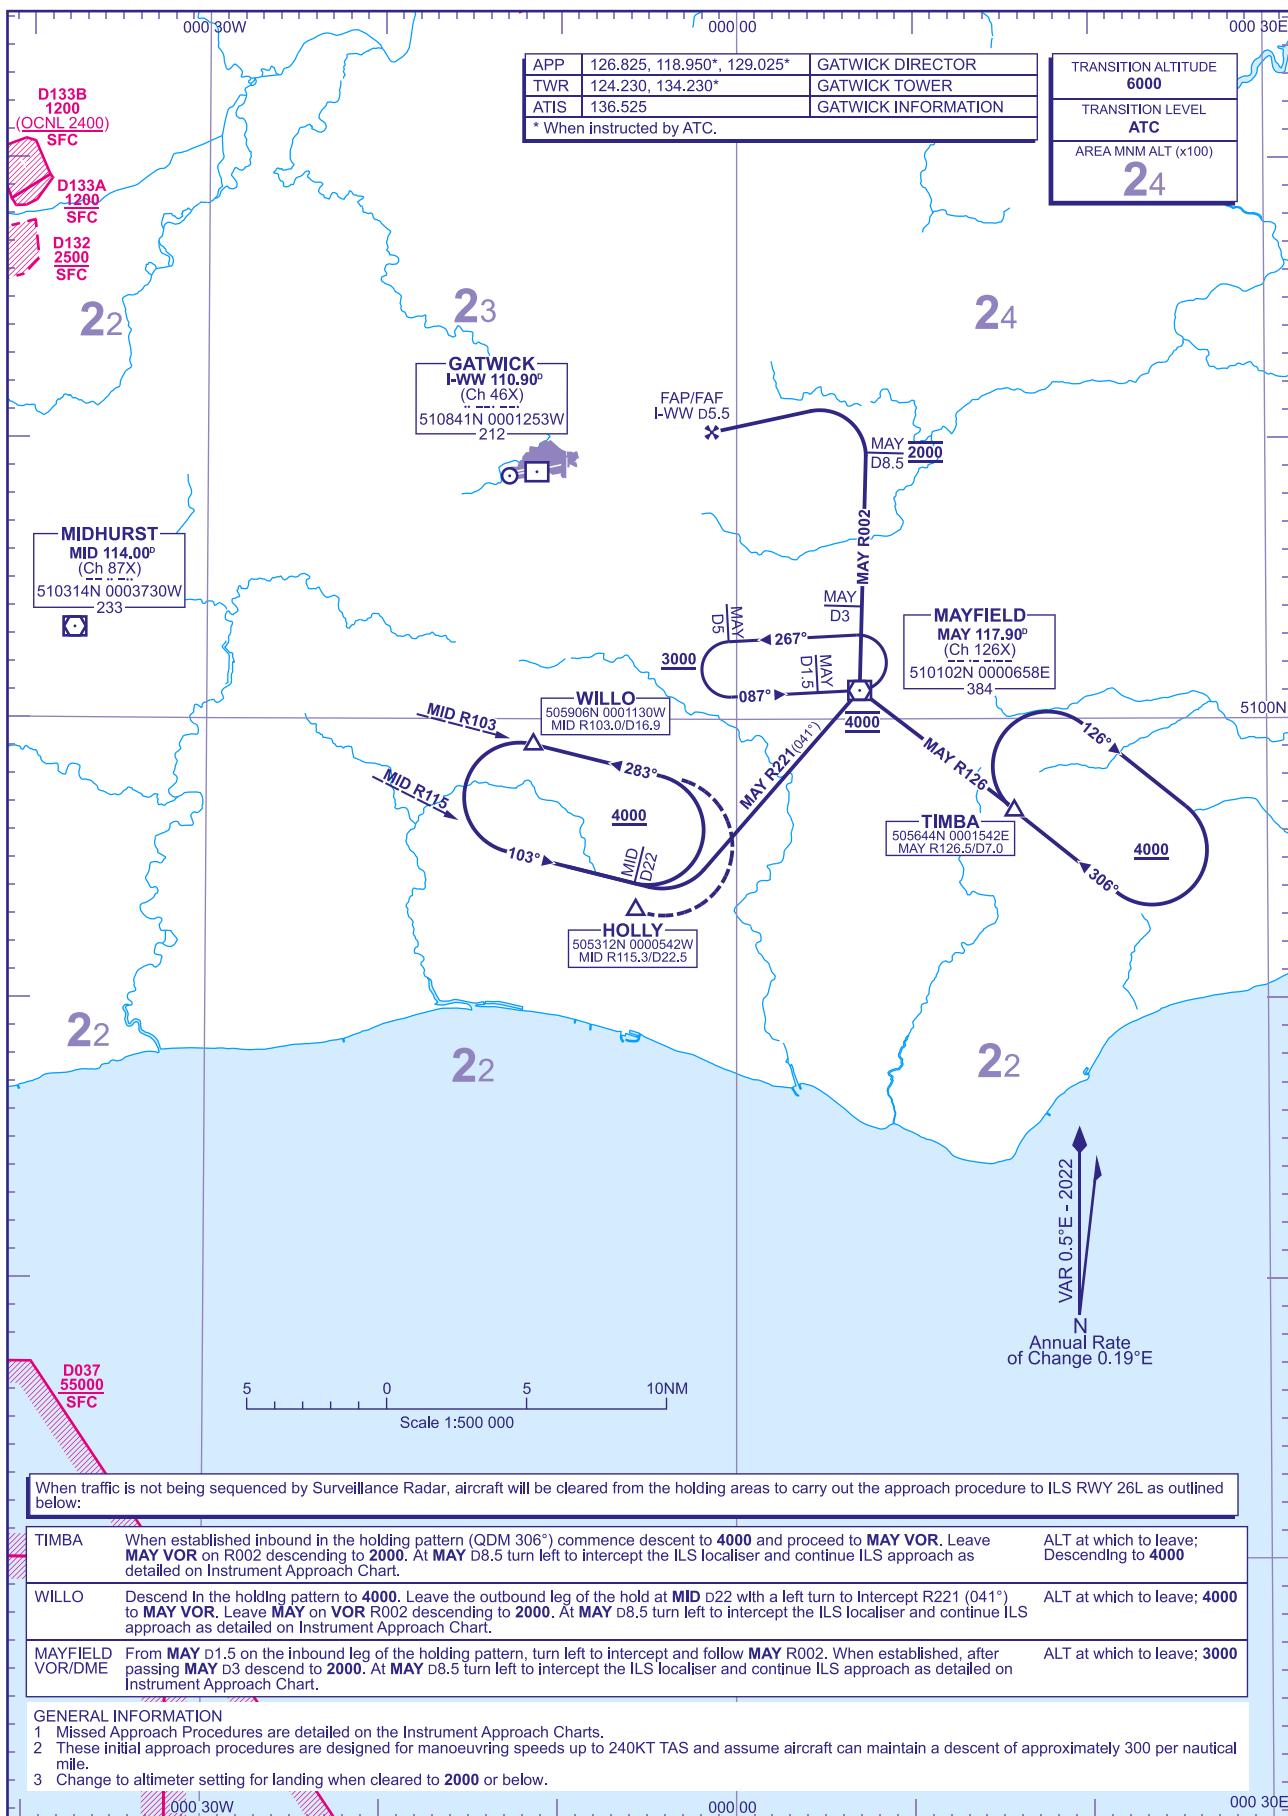 000 30W
000 00
000 30E
APP 126.825, 118.950*, 129.025* GATWICK DIRECTOR
TWR 124.230, 134.230* GATWICK TOWER
ATIS 136.525 GATWICK INFORMATION
* When instructed by ATC.
TRANSITION ALTITUDE
6000
TRANSITION LEVEL
ATC
AREA MNM ALT (x100)
24
D133B
1200
(OCNL 2400)
SFC
D133A
1200
SFC
D132
2500
SFC
22
23
24
GATWICK
I-WW 110.90D
(Ch 46X)
510841N 0001253W
212
FAP/FAF
I-WW D5.5
MAY
D8.5
2000
MAY R002
MIDHURST
MID 114.00D
(Ch 87X)
510314N 0003730W
233
MAY
D3
MAY
D5
267°
3000
MAY
D1.5
087°
MAYFIELD
MAY 117.90D
(Ch 126X)
510102N 0000658E
384
4000
5100N
WILLO
505906N 0001130W
MID R103.0/D16.9
MID R103
MID R115
283°
4000
103°
MID
D22
MAY R221(041°)
MAY R126
126°
TIMBA
505644N 0001542E
MAY R126.5/D7.0
4000
306°
HOLLY
505312N 0000542W
MID R115.3/D22.5
22
22
22
VAR 0.5°E - 2022
N
Annual Rate
of Change 0.19°E
D037
55000
SFC
5 0 5 10NM
Scale 1:500 000
When traffic is not being sequenced by Surveillance Radar, aircraft will be cleared from the holding areas to carry out the approach procedure to ILS RWY 26L as outlined
below:
TIMBA When established inbound in the holding pattern (QDM 306°) commence descent to 4000 and proceed to MAY VOR. Leave ALT at which to leave;
MAY VOR on R002 descending to 2000. At MAY D8.5 turn left to intercept the ILS localiser and continue ILS approach as Descending to 4000
detailed on Instrument Approach Chart.
WILLO Descend in the holding pattern to 4000. Leave the outbound leg of the hold at MID D22 with a left turn to Intercept R221 (041°) ALT at which to leave; 4000
to MAY VOR. Leave MAY on VOR R002 descending to 2000. At MAY D8.5 turn left to intercept the ILS localiser and continue ILS
approach as detailed on Instrument Approach Chart.
MAYFIELD From MAY D1.5 on the inbound leg of the holding pattern, turn left to intercept and follow MAY R002. When established, after ALT at which to leave; 3000
VOR/DME passing MAY D3 descend to 2000. At MAY D8.5 turn left to intercept the ILS localiser and continue ILS approach as detailed on
Instrument Approach Chart.
GENERAL INFORMATION
1 Missed Approach Procedures are detailed on the Instrument Approach Charts.
2 These initial approach procedures are designed for manoeuvring speeds up to 240KT TAS and assume aircraft can maintain a descent of approximately 300 per nautical
mile.
3 Change to altimeter setting for landing when cleared to 2000 or below.
000 30W
000 00
000 30E